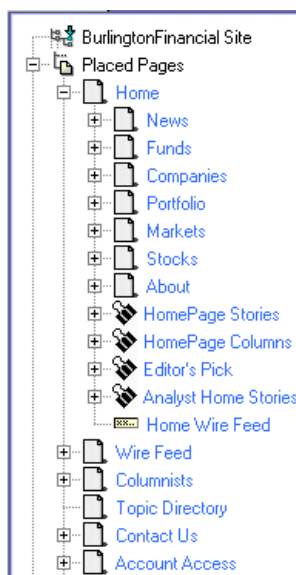 BurlingtonFinancial Site
Placed Pages
Home
News
Funds
Companies
Portfolio
Markets
Stocks
About
HomePage Stories
HomePage Columns
Editor's Pick
Analyst Home Stories
Home Wire Feed
Wire Feed
Columnists
Topic Directory
Contact Us
Account Access